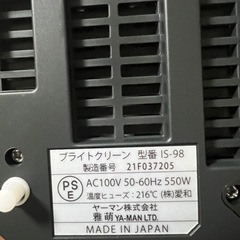 ブライトクリーン 型番 IS-98
製造番号 21F037205
PSE
AC100V 50-60Hz 550W
温度ヒューズ：216℃ (株)愛和
ヤーマン株式会社
雅萌 YA-MAN LTD.
MADE IN JAPAN